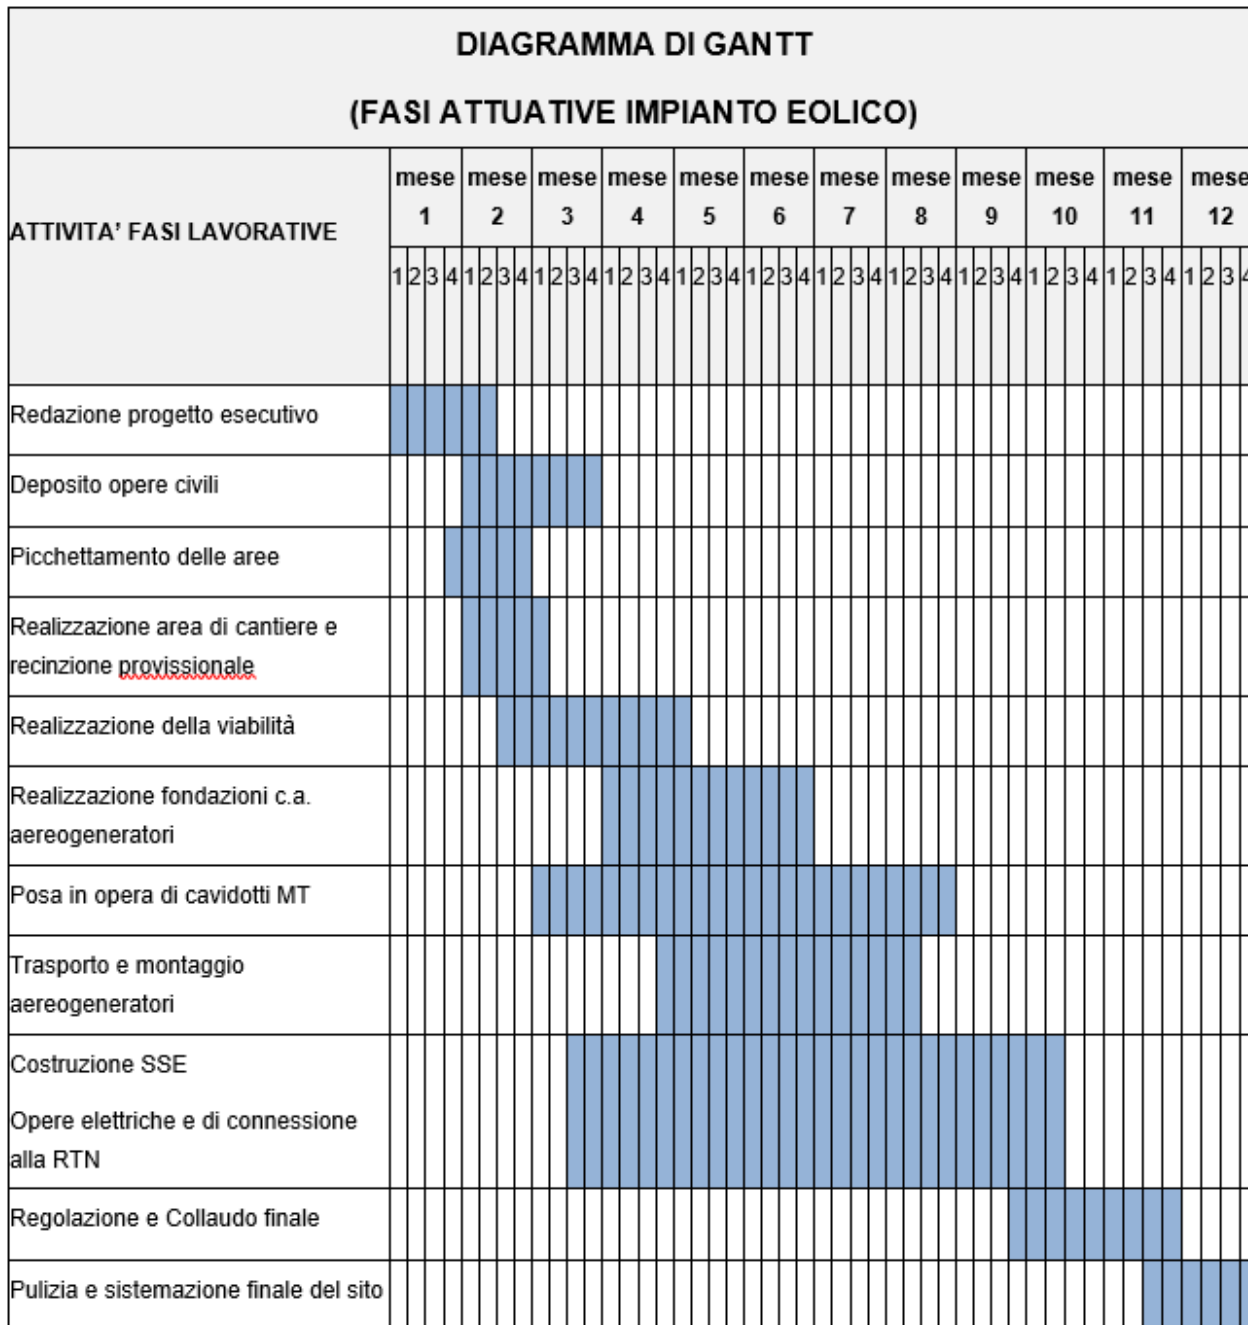 DIAGRAMMA DI GANTT
(FASI ATTUATIVE IMPIANTO EOLICO)
ATTIVITA' FASI LAVORATIVE
mese 1 mese 2 mese 3 mese 4 mese 5 mese 6 mese 7 mese 8 mese 9 mese 10 mese 11 mese 12
1 2 3 4 1 2 3 4 1 2 3 4 1 2 3 4 1 2 3 4 1 2 3 4 1 2 3 4 1 2 3 4 1 2 3 4 1 2 3 4 1 2 3 4 1 2 3 4
Redazione progetto esecutivo
Deposito opere civili
Picchettamento delle aree
Realizzazione area di cantiere e
recinzione provissionale
Realizzazione della viabilità
Realizzazione fondazioni c.a.
aereogeneratori
Posa in opera di cavidotti MT
Trasporto e montaggio
aereogeneratori
Costruzione SSE
Opere elettriche e di connessione
alla RTN
Regolazione e Collaudo finale
Pulizia e sistemazione finale del sito